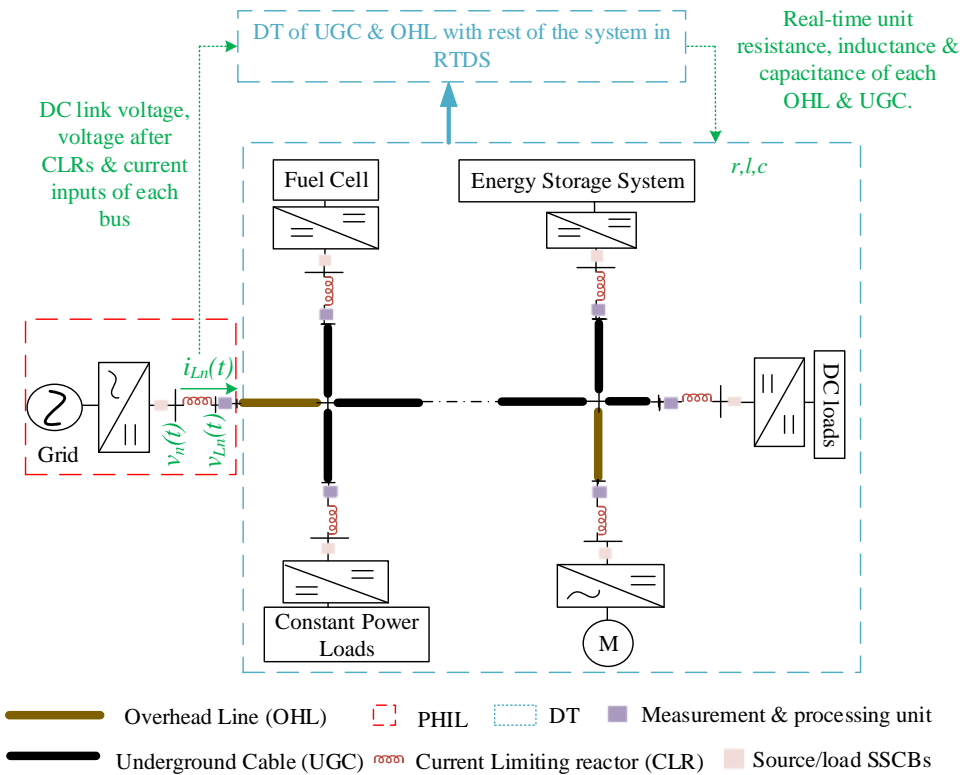 DT of UGC & OHL with rest of the system in
RTDS
Real-time unit
resistance, inductance &
capacitance of each
OHL & UGC.
DC link voltage,
voltage after
CLRs & current
inputs of each
bus
r,l,c
Fuel Cell
Energy Storage System
i_Ln(t)
v_n(t)
v_Ln(t)
Grid
DC loads
Constant Power
Loads
M
Overhead Line (OHL)
PHIL
DT
Measurement & processing unit
Underground Cable (UGC)
Current Limiting reactor (CLR)
Source/load SSCBs